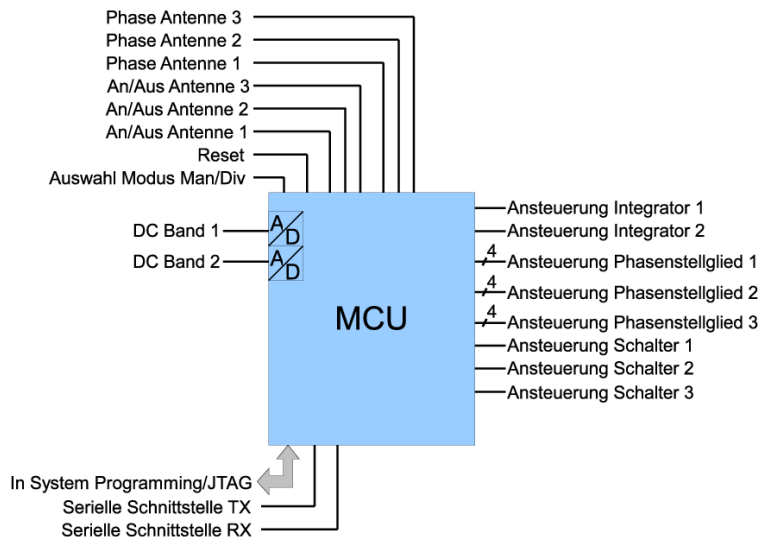 Phase Antenne 3
Phase Antenne 2
Phase Antenne 1
An/Aus Antenne 3
An/Aus Antenne 2
An/Aus Antenne 1
Reset
Auswahl Modus Man/Div
DC Band 1
A/D
DC Band 2
A/D
MCU
Ansteuerung Integrator 1
Ansteuerung Integrator 2
4
Ansteuerung Phasenstellglied 1
4
Ansteuerung Phasenstellglied 2
4
Ansteuerung Phasenstellglied 3
Ansteuerung Schalter 1
Ansteuerung Schalter 2
Ansteuerung Schalter 3
In System Programming/JTAG
Serielle Schnittstelle TX
Serielle Schnittstelle RX